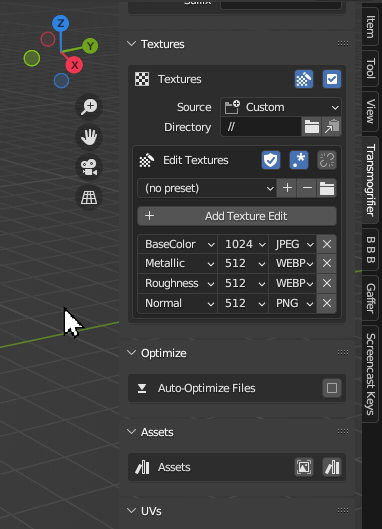 Suffix
Z
Y
X
Textures
Textures
Source Custom
Directory //
Edit Textures
(no preset)
+ Add Texture Edit
BaseColor 1024 JPEG
Metallic 512 WEBP
Roughness 512 WEBP
Normal 512 PNG
Optimize
Auto-Optimize Files
Assets
Assets
UVs
Item
Tool
View
Transmogrifier
B B B
Gaffer
Screencast Keys